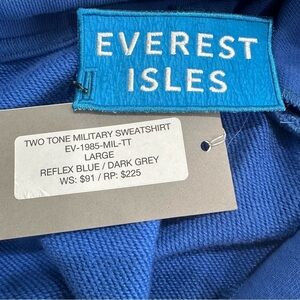 EVEREST
ISLES
TWO TONE MILITARY SWEATSHIRT
EV-1985-MIL-TT
LARGE
REFLEX BLUE / DARK GREY
WS: $91 / RP: $225